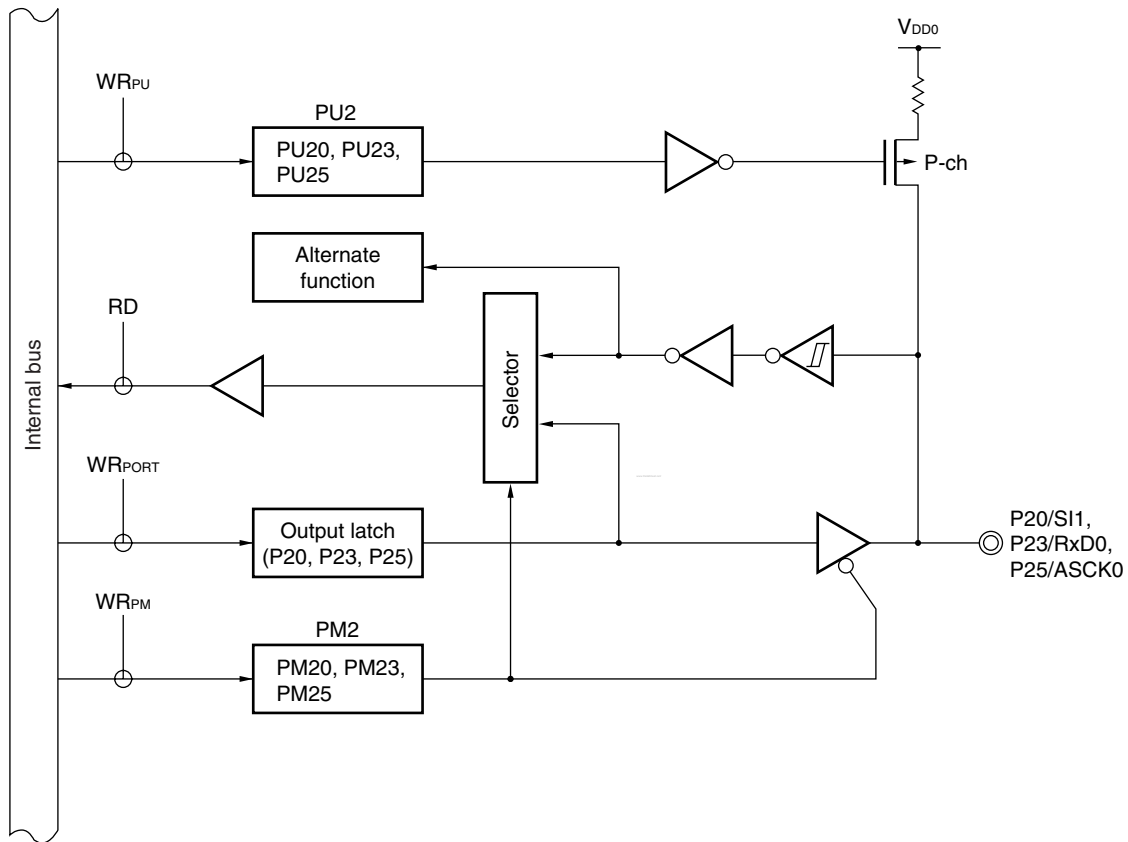 VDD0
WRPU
PU2
PU20, PU23,
PU25
P-ch
Alternate
function
RD
Selector
Internal bus
WRPORT
Output latch
(P20, P23, P25)
P20/SI1,
P23/RxD0,
P25/ASCK0
WRPM
PM2
PM20, PM23,
PM25